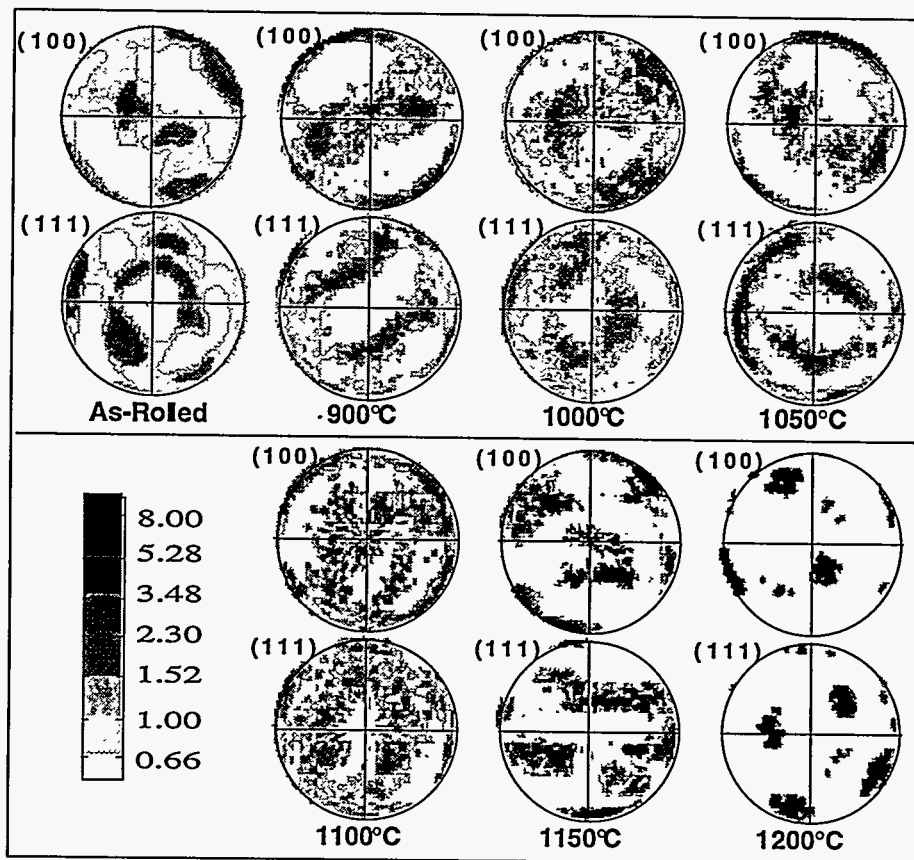 (100) (100) (100) (100)
(111) (111) (111) (111)
As-Rolled 900°C 1000°C 1050°C
(100) (100) (100)
8.00
5.28
3.48
2.30
1.52
1.00
0.66
(111) (111) (111)
1100°C 1150°C 1200°C